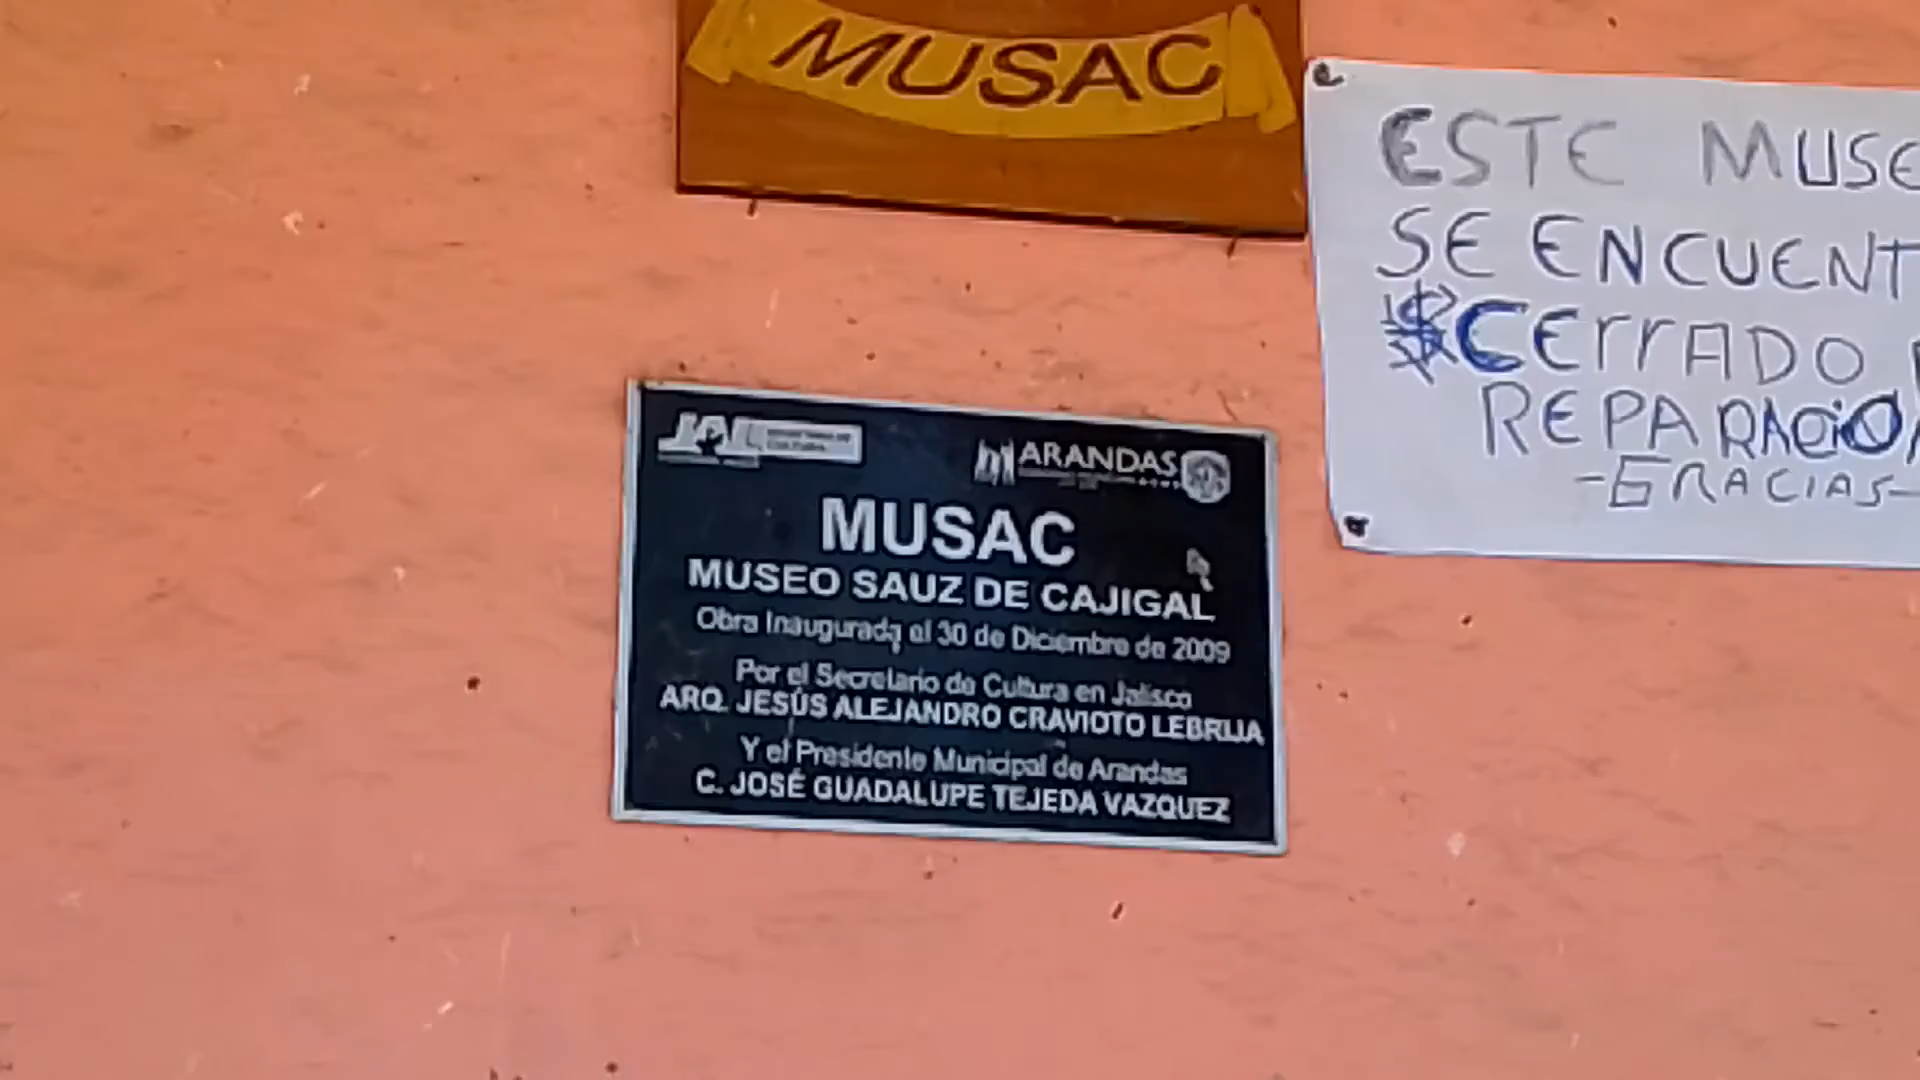 MUSAC
ESTE MUSE
SE ENCUENT
CErrADO
REPARACIO
-GRACIAS-
JAL
ARANDAS
MUSAC
MUSEO SAUZ DE CAJIGAL
Obra Inaugurada el 30 de Diciembre de 2009
Por el Secretario de Cultura en Jalisco
ARQ. JESÚS ALEJANDRO CRAVIOTO LEBRIJA
Y el Presidente Municipal de Arandas
C. JOSÉ GUADALUPE TEJEDA VAZQUEZ